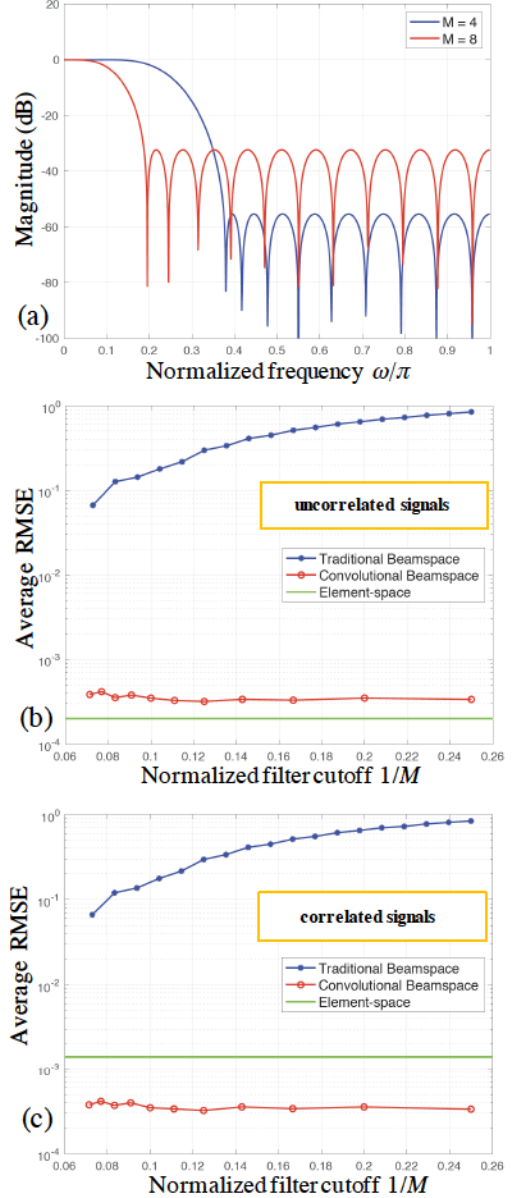 20
0
-20
-40
-60
-80
-100
M = 4
M = 8
Magnitude (dB)
(a)
0 0.1 0.2 0.3 0.4 0.5 0.6 0.7 0.8 0.9 1
Normalized frequency ω/π
10^0
10^-1
10^-2
10^-3
10^-4
uncorrelated signals
Traditional Beamspace
Convolutional Beamspace
Element-space
Average RMSE
(b)
0.06 0.08 0.1 0.12 0.14 0.16 0.18 0.2 0.22 0.24 0.26
Normalized filter cutoff 1/M
10^0
10^-1
10^-2
10^-3
10^-4
correlated signals
Traditional Beamspace
Convolutional Beamspace
Element-space
Average RMSE
(c)
0.06 0.08 0.1 0.12 0.14 0.16 0.18 0.2 0.22 0.24 0.26
Normalized filter cutoff 1/M